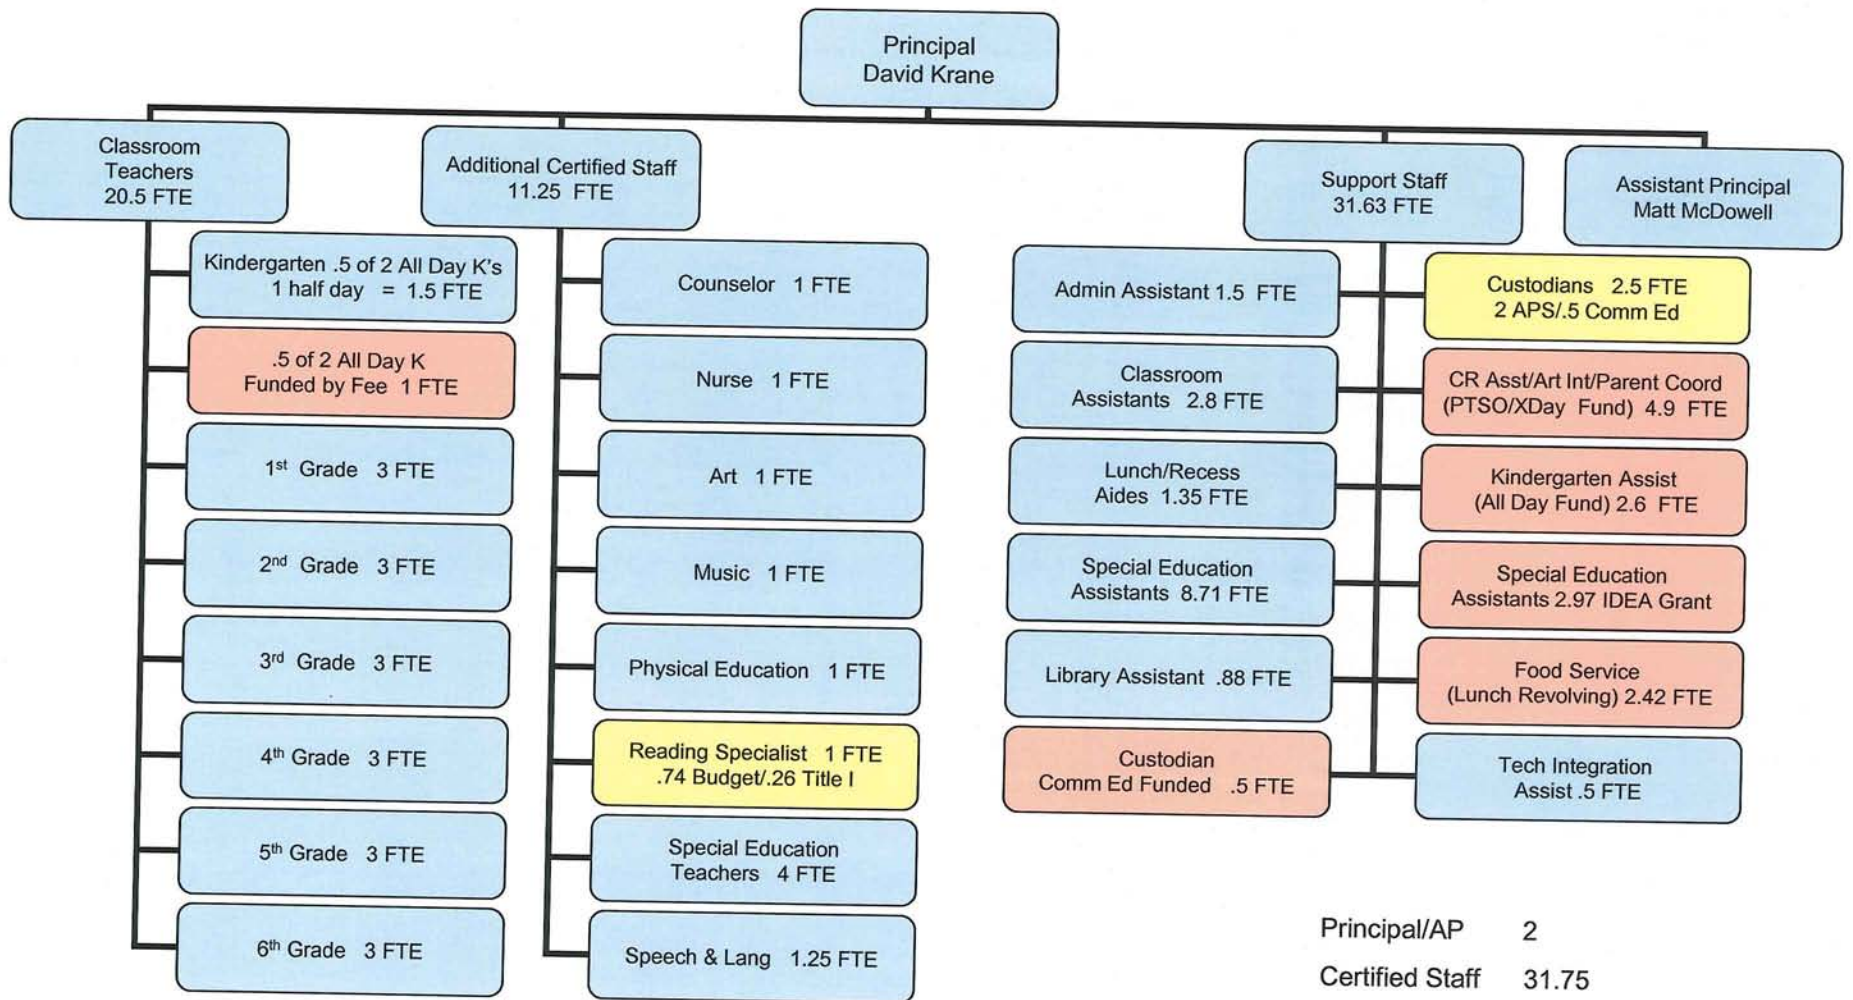 Principal
David Krane
Classroom
Teachers
20.5 FTE
Additional Certified Staff
11.25 FTE
Support Staff
31.63 FTE
Assistant Principal
Matt McDowell
Kindergarten .5 of 2 All Day K's
1 half day = 1.5 FTE
.5 of 2 All Day K
Funded by Fee 1 FTE
1st Grade 3 FTE
2nd Grade 3 FTE
3rd Grade 3 FTE
4th Grade 3 FTE
5th Grade 3 FTE
6th Grade 3 FTE
Counselor 1 FTE
Nurse 1 FTE
Art 1 FTE
Music 1 FTE
Physical Education 1 FTE
Reading Specialist 1 FTE
.74 Budget/.26 Title I
Special Education
Teachers 4 FTE
Speech & Lang 1.25 FTE
Admin Assistant 1.5 FTE
Classroom
Assistants 2.8 FTE
Lunch/Recess
Aides 1.35 FTE
Special Education
Assistants 8.71 FTE
Library Assistant .88 FTE
Custodian
Comm Ed Funded .5 FTE
Custodians 2.5 FTE
2 APS/.5 Comm Ed
CR Asst/Art Int/Parent Coord
(PTSO/XDay Fund) 4.9 FTE
Kindergarten Assist
(All Day Fund) 2.6 FTE
Special Education
Assistants 2.97 IDEA Grant
Food Service
(Lunch Revolving) 2.42 FTE
Tech Integration
Assist .5 FTE
Principal/AP 2
Certified Staff 31.75